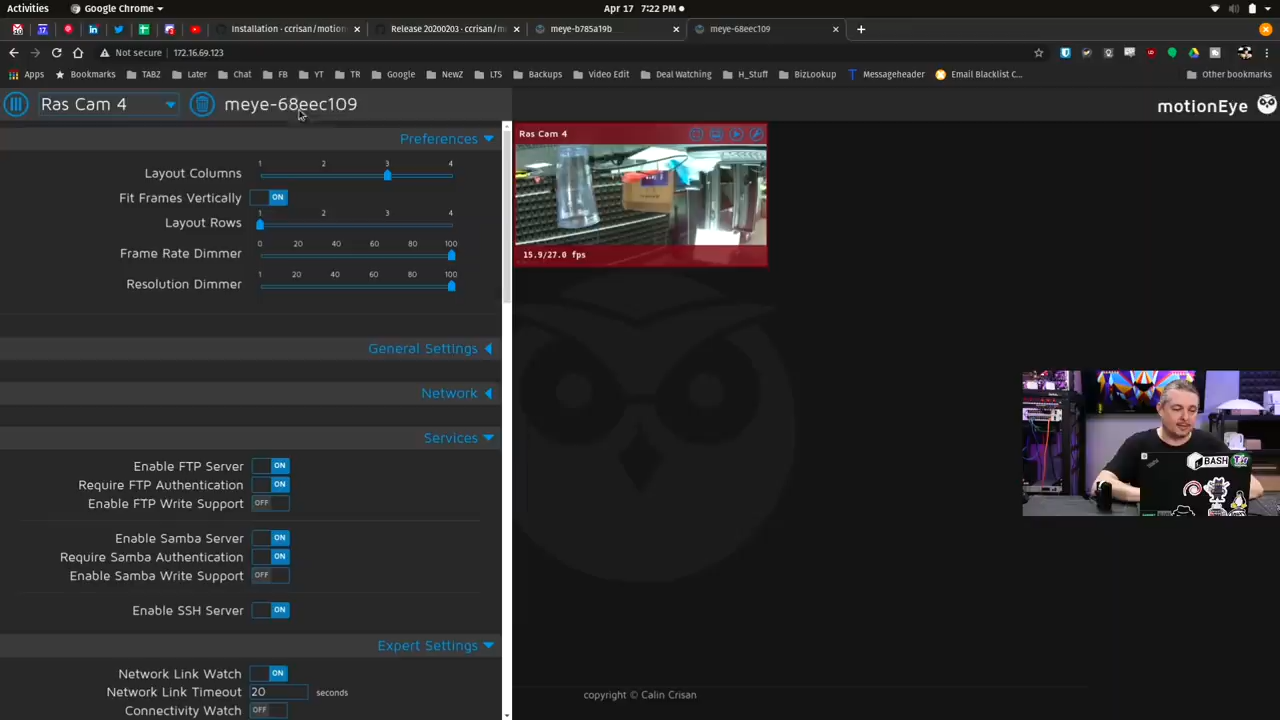 Activities
Google Chrome
Apr 17 7:22 PM
Installation · ccrisan/motion
Release 20200203 · ccrisan/m
meye-b785a19b
meye-68eec109
Not secure 172.16.69.123
Apps Bookmarks TABZ Later Chat FB YT TR Google NewZ LTS Backups Video Edit Deal Watching H_Stuff BizLookup Messageheader Email Blacklist C... Other bookmarks
Ras Cam 4
meye-68eec109
motionEye
Preferences
Layout Columns 1 2 3 4
Fit Frames Vertically ON
Layout Rows 1 2 3 4
Frame Rate Dimmer 0 20 40 60 80 100
Resolution Dimmer 1 20 40 60 80 100
General Settings
Network
Services
Enable FTP Server ON
Require FTP Authentication ON
Enable FTP Write Support OFF
Enable Samba Server ON
Require Samba Authentication ON
Enable Samba Write Support OFF
Enable SSH Server ON
Expert Settings
Network Link Watch ON
Network Link Timeout 20 seconds
Connectivity Watch OFF
Ras Cam 4
15.9/27.0 fps
BASH
copyright © Calin Crisan